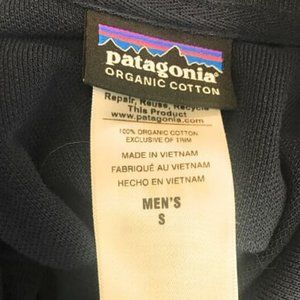 patagonia®
ORGANIC COTTON
Repair, Reuse, Recycle
This Product
www.patagonia.com
100% ORGANIC COTTON
EXCLUSIVE OF TRIM
MADE IN VIETNAM
FABRIQUÉ AU VIETNAM
HECHO EN VIETNAM
MEN'S
S